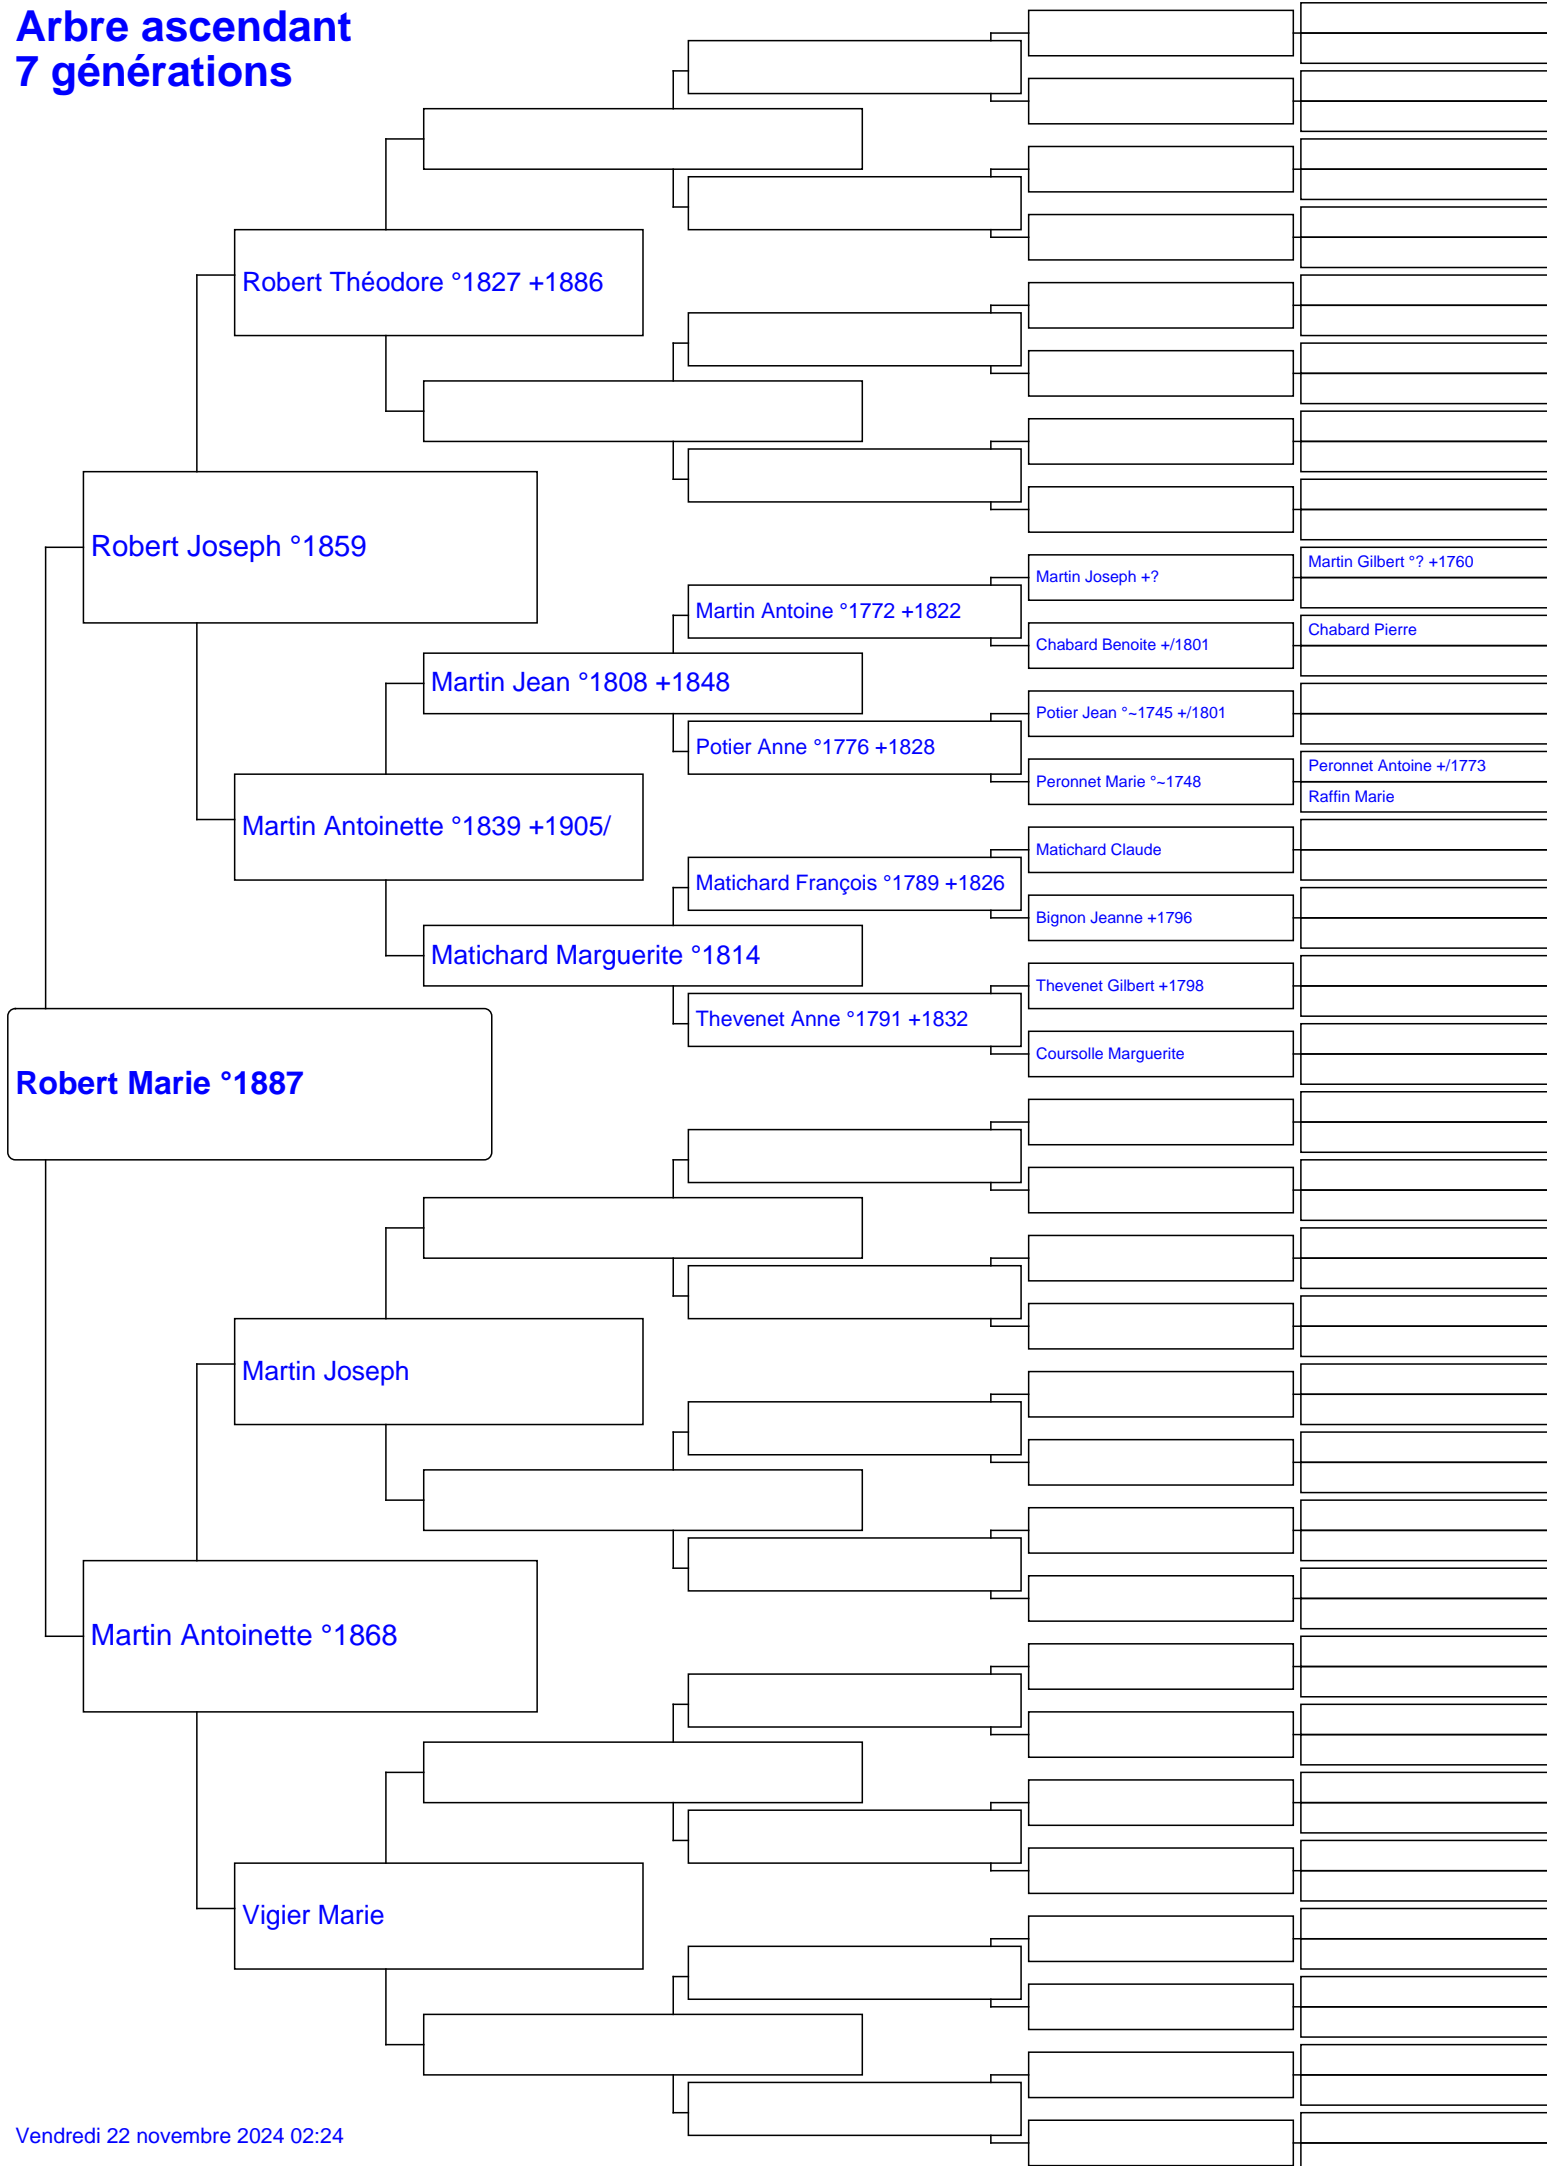 Arbre ascendant
7 générations
Robert Théodore °1827 +1886
Robert Joseph °1859
Martin Gilbert °? +1760
Martin Joseph +?
Martin Antoine °1772 +1822
Chabard Pierre
Chabard Benoite +/1801
Martin Jean °1808 +1848
Potier Jean °~1745 +/1801
Potier Anne °1776 +1828
Peronnet Antoine +/1773
Peronnet Marie °~1748
Raffin Marie
Martin Antoinette °1839 +1905/
Matichard Claude
Matichard François °1789 +1826
Bignon Jeanne +1796
Matichard Marguerite °1814
Thevenet Gilbert +1798
Thevenet Anne °1791 +1832
Coursolle Marguerite
Robert Marie °1887
Martin Joseph
Martin Antoinette °1868
Vigier Marie
Vendredi 22 novembre 2024 02:24